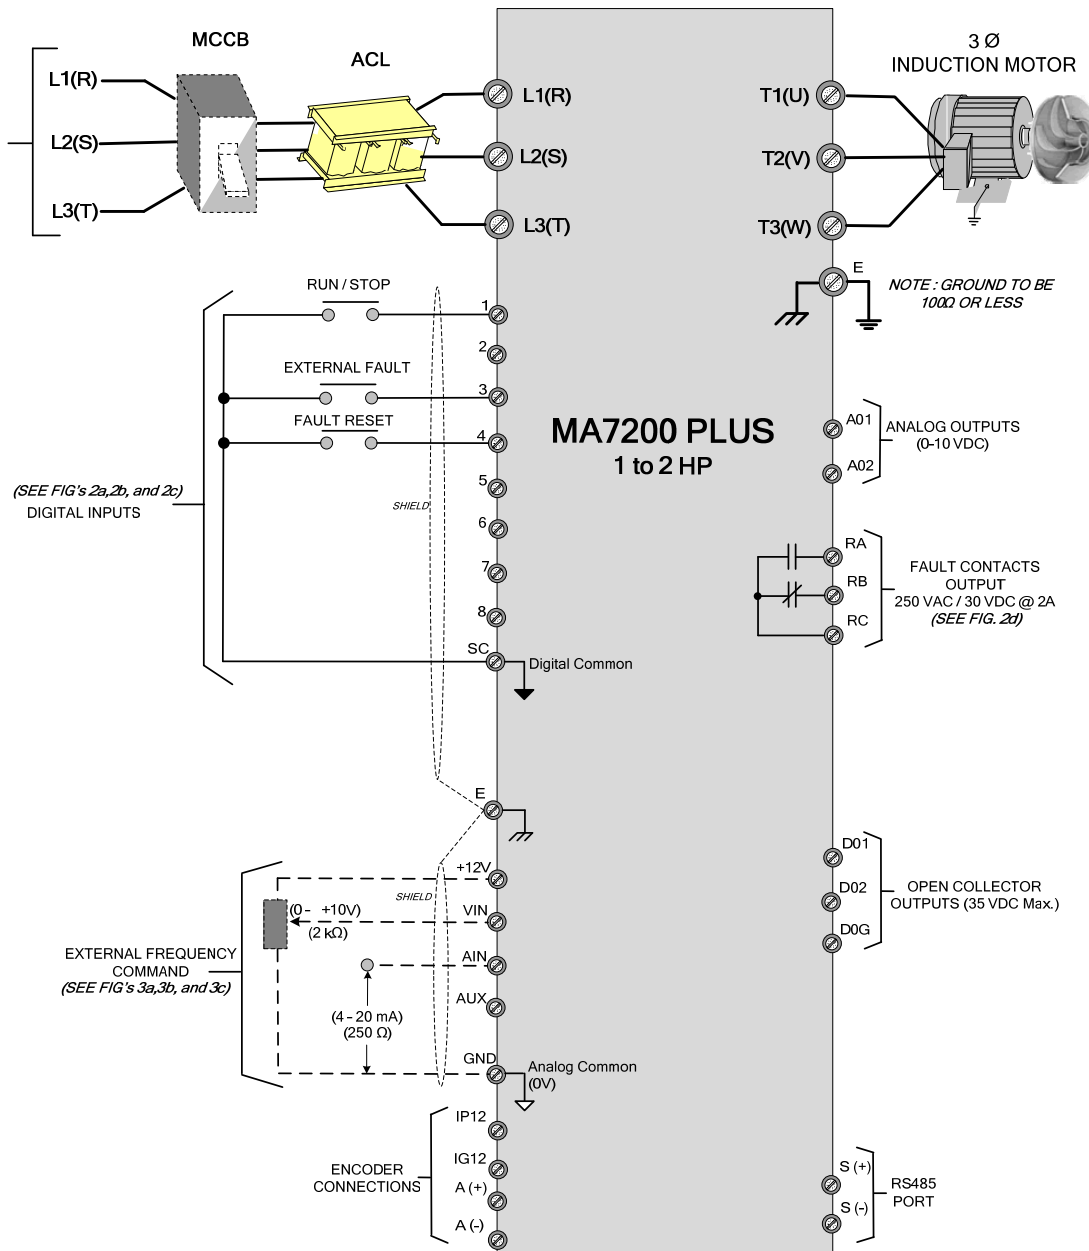 MCCB
ACL
3 Ø
INDUCTION MOTOR
L1(R)
L2(S)
L3(T)
L1(R)
L2(S)
L3(T)
T1(U)
T2(V)
T3(W)
E
NOTE : GROUND TO BE
100Ω OR LESS
MA7200 PLUS
1 to 2 HP
RUN / STOP
EXTERNAL FAULT
FAULT RESET
1
2
3
4
5
6
7
8
SC
Digital Common
SHIELD
(SEE FIG's 2a,2b, and 2c)
DIGITAL INPUTS
A01
A02
ANALOG OUTPUTS
(0-10 VDC)
RA
RB
RC
FAULT CONTACTS
OUTPUT
250 VAC / 30 VDC @ 2A
(SEE FIG. 2d)
E
+12V
SHIELD
VIN
(0 - +10V)
(2 kΩ)
AIN
AUX
(4 - 20 mA)
(250 Ω)
GND
Analog Common
(0V)
EXTERNAL FREQUENCY
COMMAND
(SEE FIG's 3a,3b, and 3c)
D01
D02
D0G
OPEN COLLECTOR
OUTPUTS (35 VDC Max.)
IP12
IG12
A (+)
A (-)
ENCODER
CONNECTIONS
S (+)
S (-)
RS485
PORT